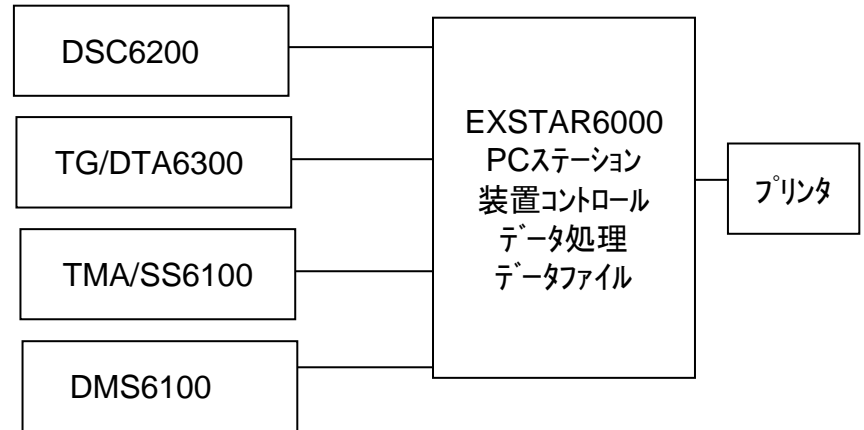 DSC6200
TG/DTA6300
TMA/SS6100
DMS6100
EXSTAR6000
PCｽﾃｰｼｮﾝ
装置ｺﾝﾄﾛｰﾙ
ﾃﾞｰﾀ処理
ﾃﾞｰﾀﾌｧｲﾙ
ﾌﾟﾘﾝﾀ